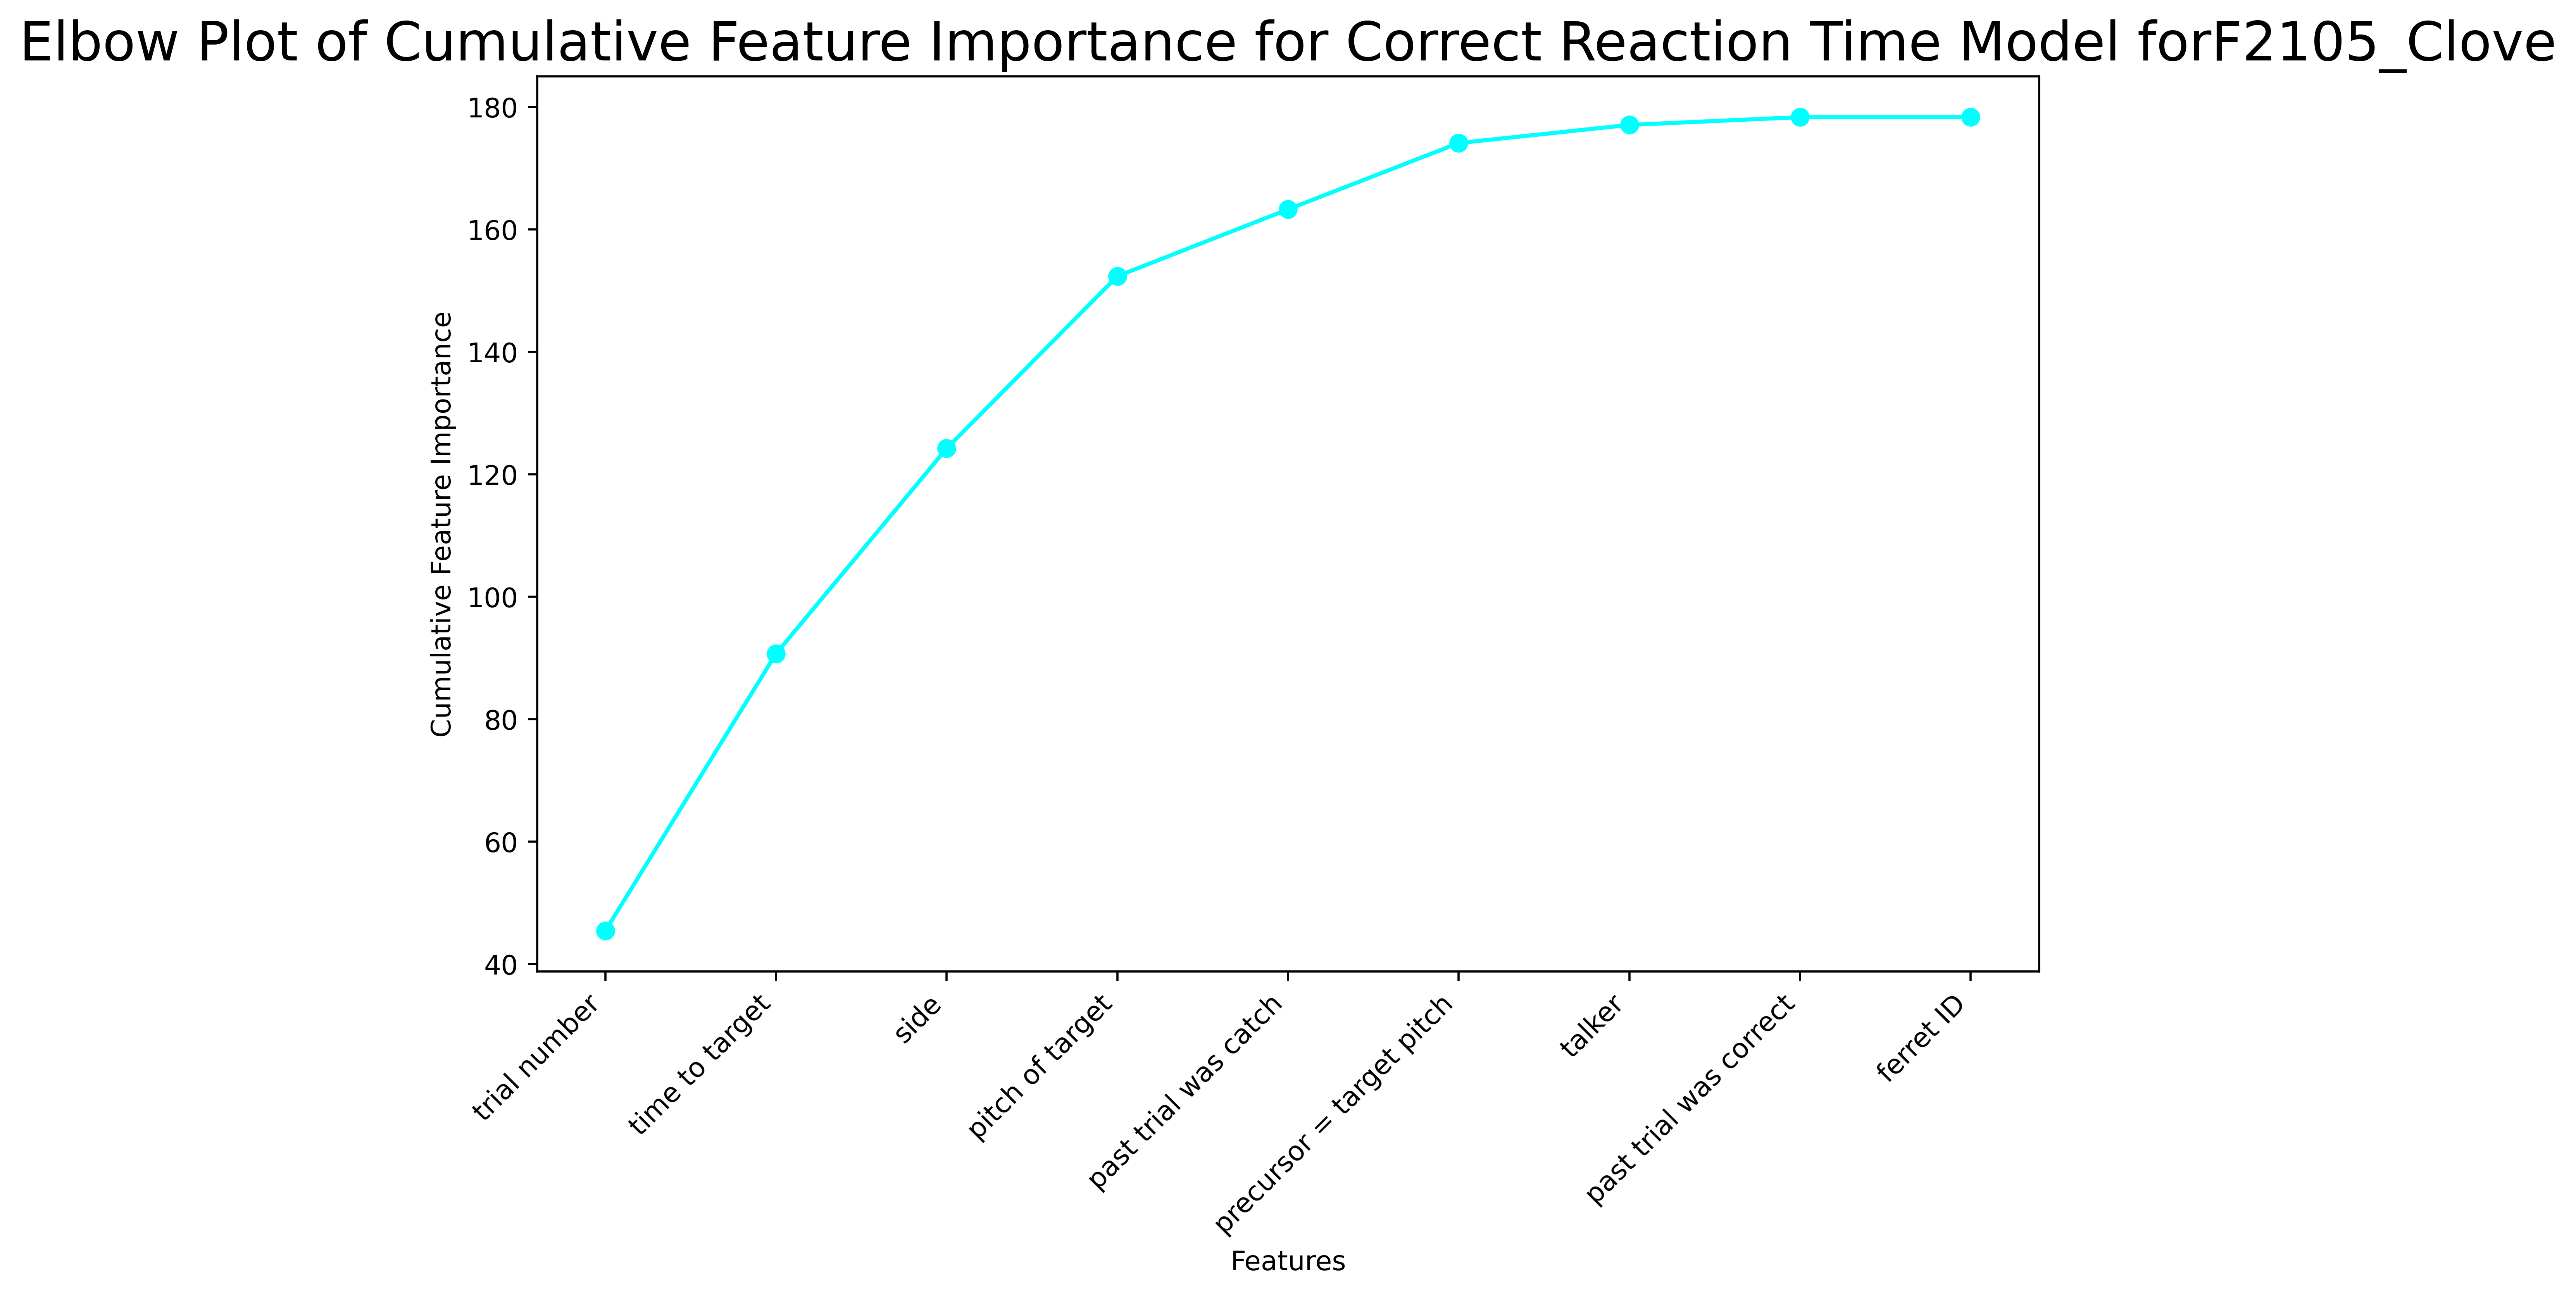 Elbow Plot of Cumulative Feature Importance for Correct Reaction Time Model forF2105_Clove
180
160
140
120
100
80
60
40
Cumulative Feature Importance
trial number
time to target
side
pitch of target
past trial was catch
precursor = target pitch
talker
past trial was correct
ferret ID
Features